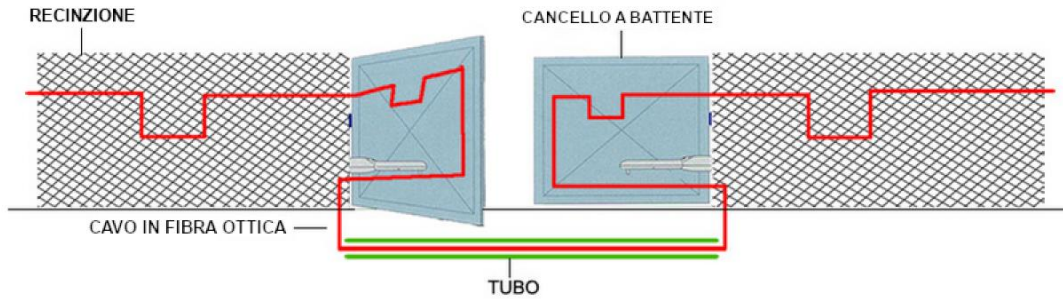 RECINZIONE
CANCELLO A BATTENTE
CAVO IN FIBRA OTTICA
TUBO